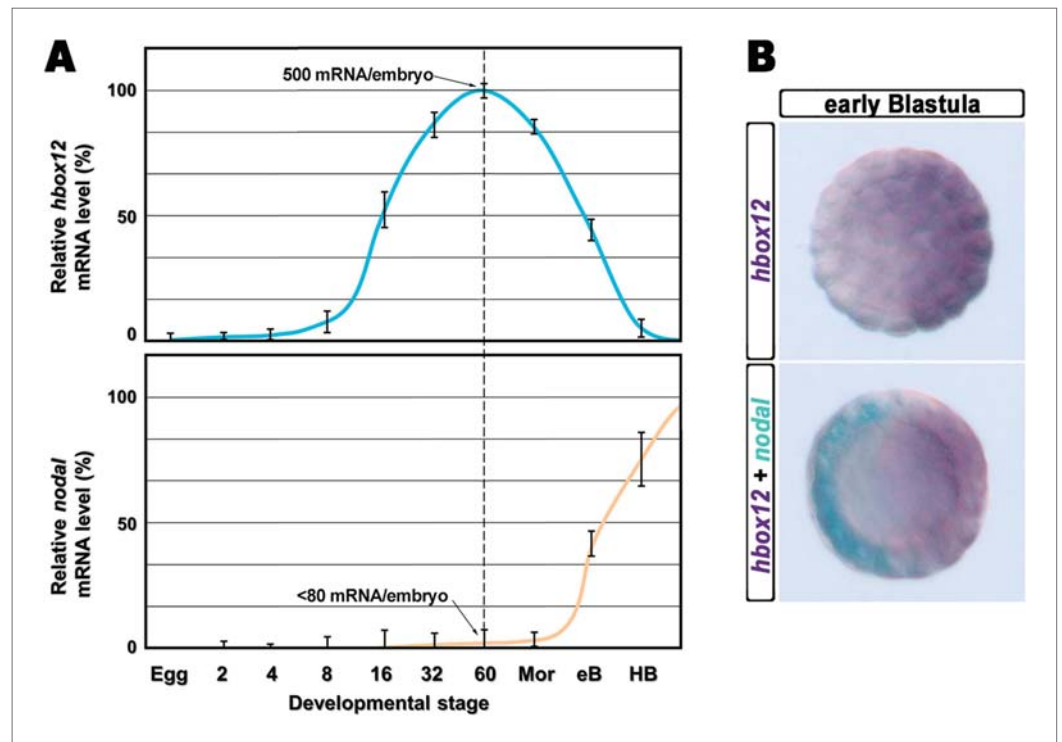 A
500 mRNA/embryo
Relative hbox12
mRNA level (%)
100
50
0
<80 mRNA/embryo
Relative nodal
mRNA level (%)
100
50
0
Egg 2 4 8 16 32 60 Mor eB HB
Developmental stage
B
early Blastula
hbox12
hbox12 + nodal